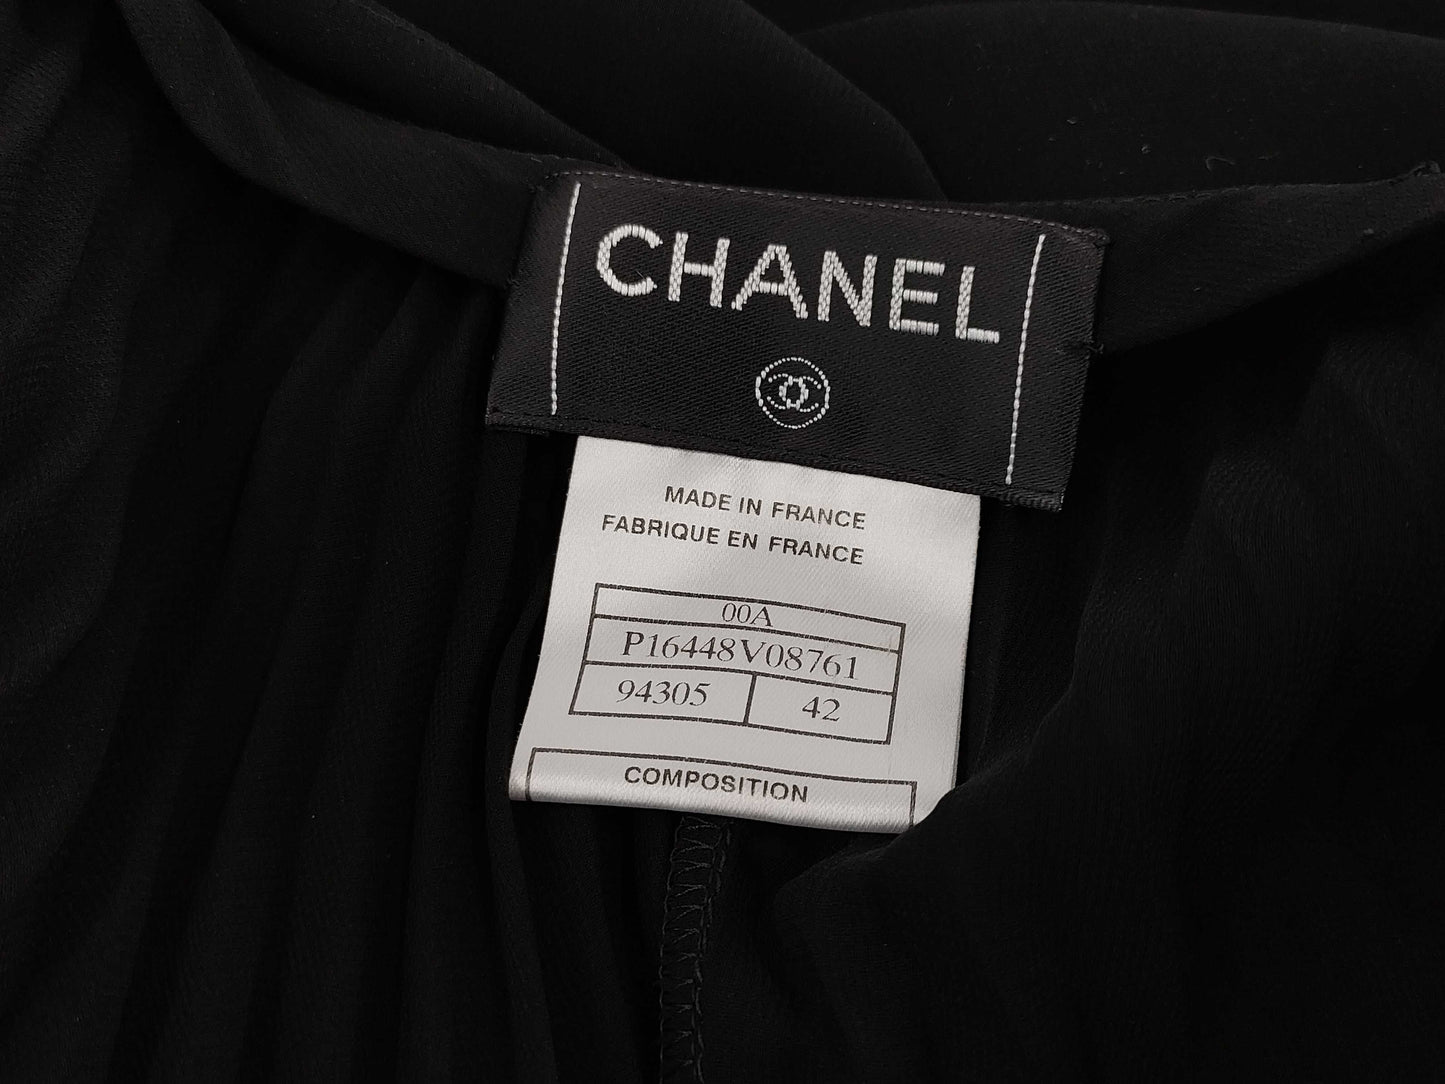 CHANEL
MADE IN FRANCE
FABRIQUE EN FRANCE
00A
P16448V08761
94305 42
COMPOSITION